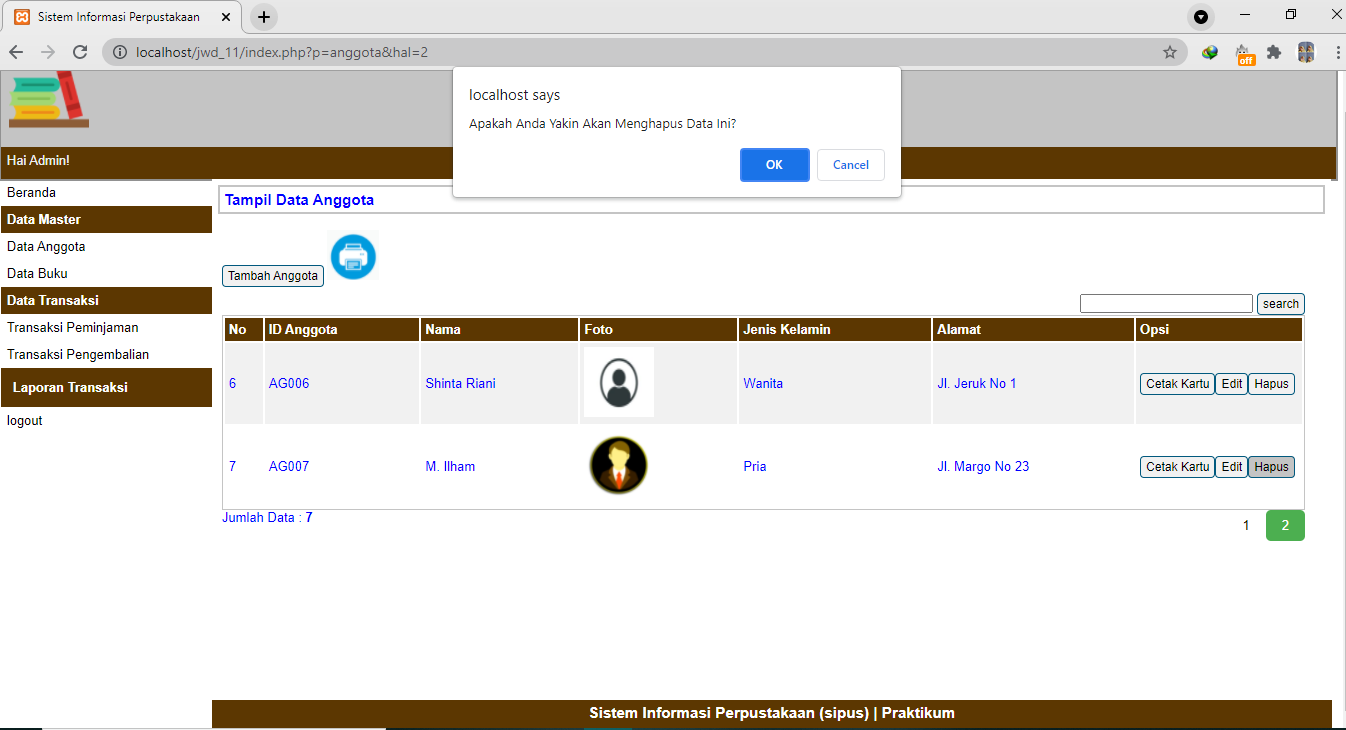 Sistem Informasi Perpustakaan
localhost/jwd_11/index.php?p=anggota&hal=2
off
localhost says
Apakah Anda Yakin Akan Menghapus Data Ini?
OK Cancel
Hai Admin!
Beranda
Data Master
Data Anggota
Data Buku
Data Transaksi
Transaksi Peminjaman
Transaksi Pengembalian
Laporan Transaksi
logout
Tampil Data Anggota
Tambah Anggota
search
No ID Anggota Nama Foto Jenis Kelamin Alamat Opsi
6 AG006 Shinta Riani Wanita Jl. Jeruk No 1 Cetak Kartu Edit Hapus
7 AG007 M. Ilham Pria Jl. Margo No 23 Cetak Kartu Edit Hapus
Jumlah Data : 7 1 2
Sistem Informasi Perpustakaan (sipus) | Praktikum